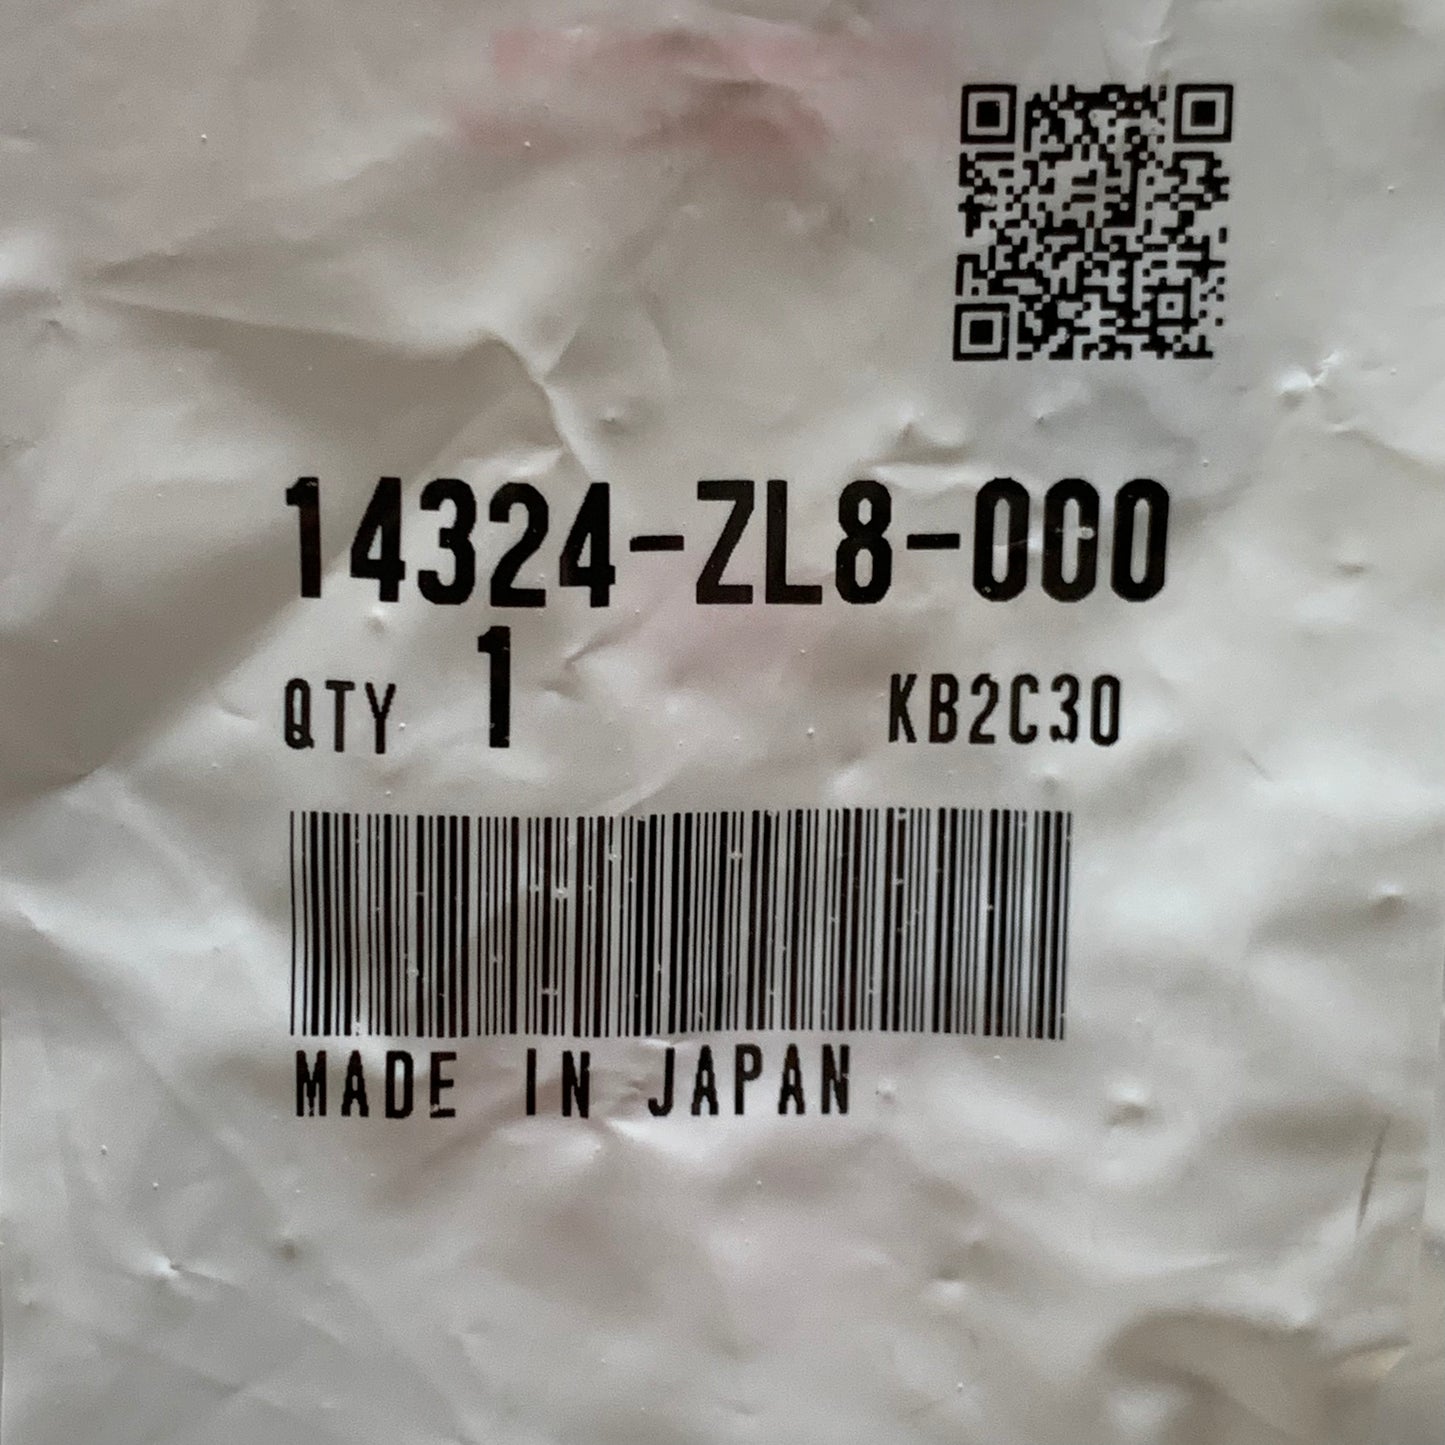 14324-ZL8-000
QTY 1 KB2C30
MADE IN JAPAN